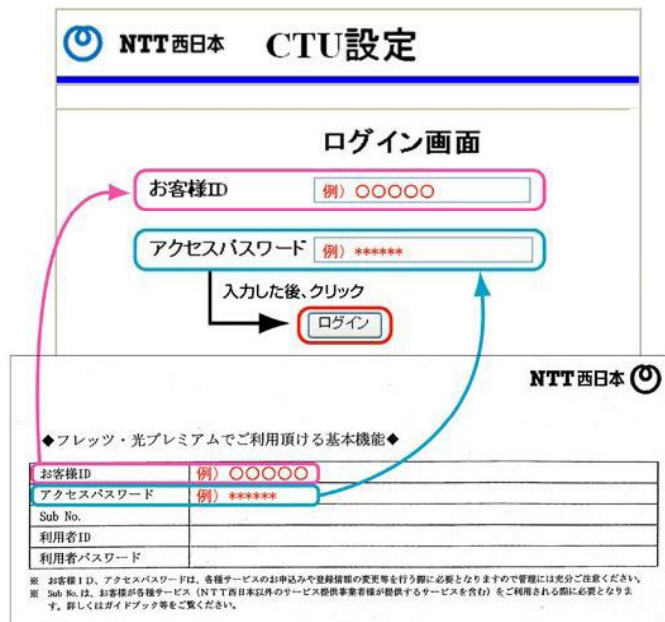 NTT西日本 CTU設定
ログイン画面
お客様ID 例）○○○○○
アクセスパスワード 例）******
入力した後、クリック
ログイン
NTT西日本
◆フレッツ・光プレミアムでご利用頂ける基本機能◆
お客様ID 例）○○○○○
アクセスパスワード 例）******
Sub No.
利用者ID
利用者パスワード
※ お客様ＩＤ、アクセスパスワードは、各種サービスのお申込みや登録情報の変更等を行う際に必要となりますので管理には充分ご注意ください。
※ Sub No.は、お客様が各種サービス（ＮＴＴ西日本以外のサービス提供事業者様が提供するサービスを含む）をご利用される際に必要となりま
す。詳しくはガイドブック等をご覧ください。